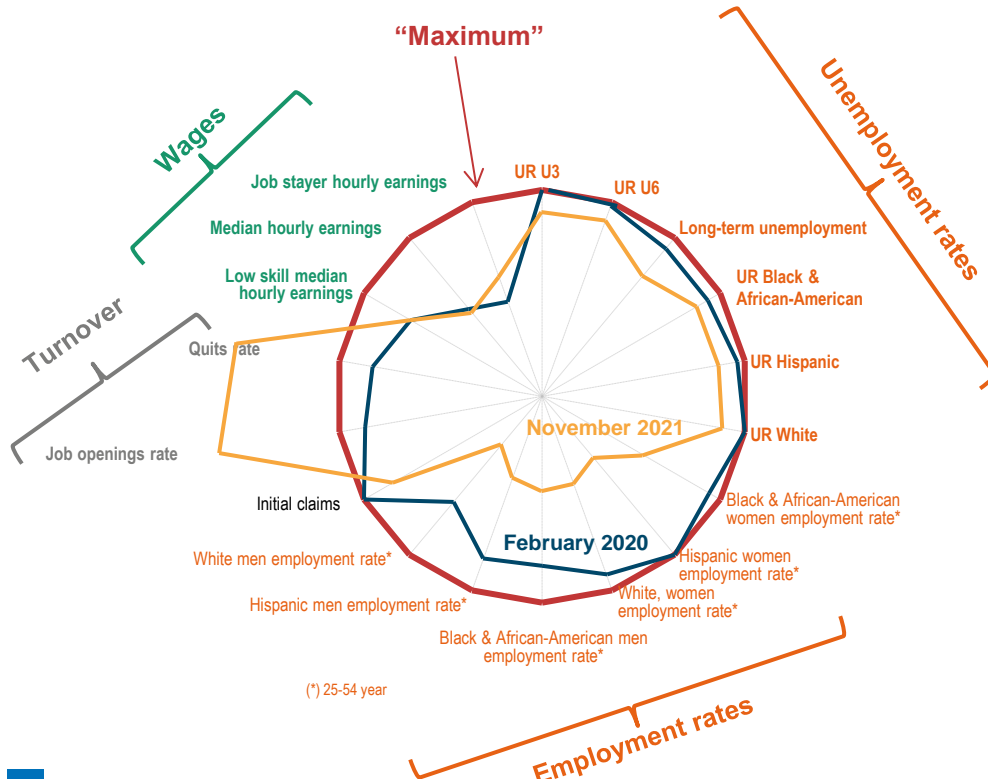 “Maximum”
Wages
Unemployment rates
Job stayer hourly earnings
UR U3
UR U6
Median hourly earnings
Long-term unemployment
Low skill median
hourly earnings
UR Black &
African-American
Turnover
Quits rate
UR Hispanic
November 2021
UR White
Job openings rate
Initial claims
Black & African-American
women employment rate*
February 2020
White men employment rate*
Hispanic women
employment rate*
Hispanic men employment rate*
White, women
employment rate*
Black & African-American men
employment rate*
(*) 25-54 year
Employment rates